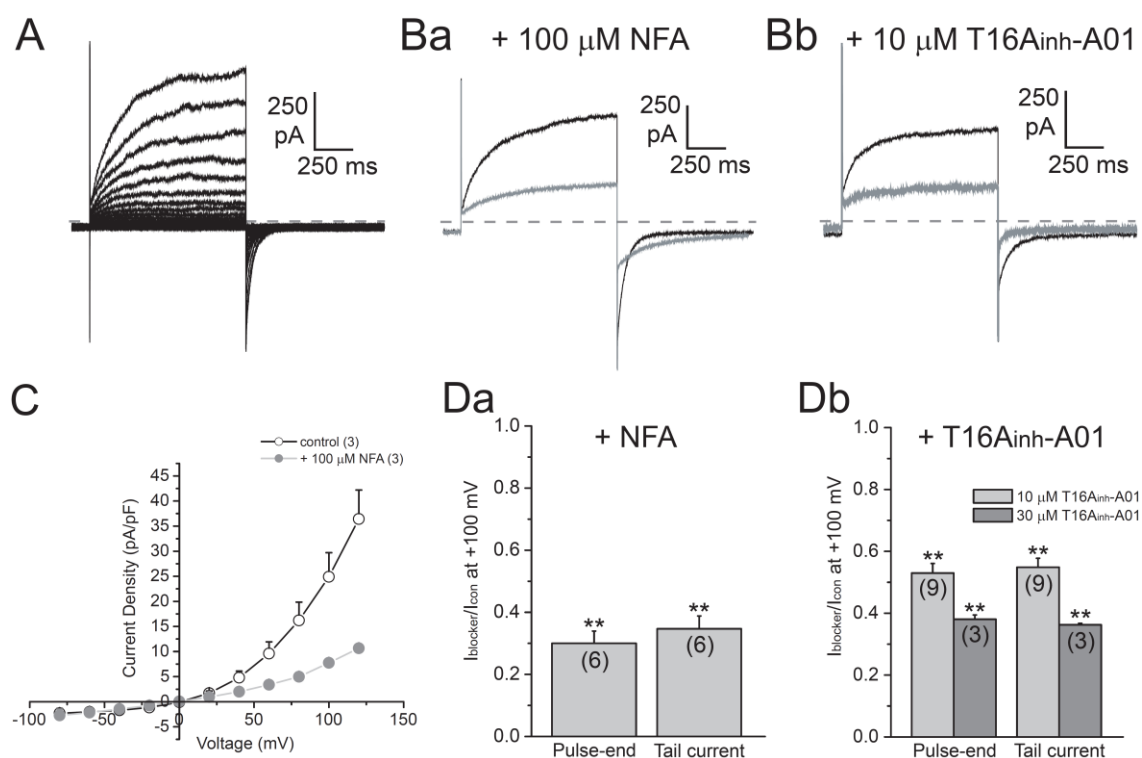 A
250
pA
250 ms
Ba
+ 100 μM NFA
250
pA
250 ms
Bb
+ 10 μM T16Ainh-A01
250
pA
250 ms
C
control (3)
+ 100 μM NFA (3)
Current Density (pA/pF)
45
40
35
30
25
20
15
10
5
0
-5
-100
-50
0
50
100
150
Voltage (mV)
Da
+ NFA
Iblocker/Icon at +100 mV
1.0
0.8
0.6
0.4
0.2
0.0
**
(6)
**
(6)
Pulse-end
Tail current
Db
+ T16Ainh-A01
10 μM T16Ainh-A01
30 μM T16Ainh-A01
Iblocker/Icon at +100 mV
1.0
0.8
0.6
0.4
0.2
0.0
**
(9)
**
(3)
**
(9)
**
(3)
Pulse-end
Tail current